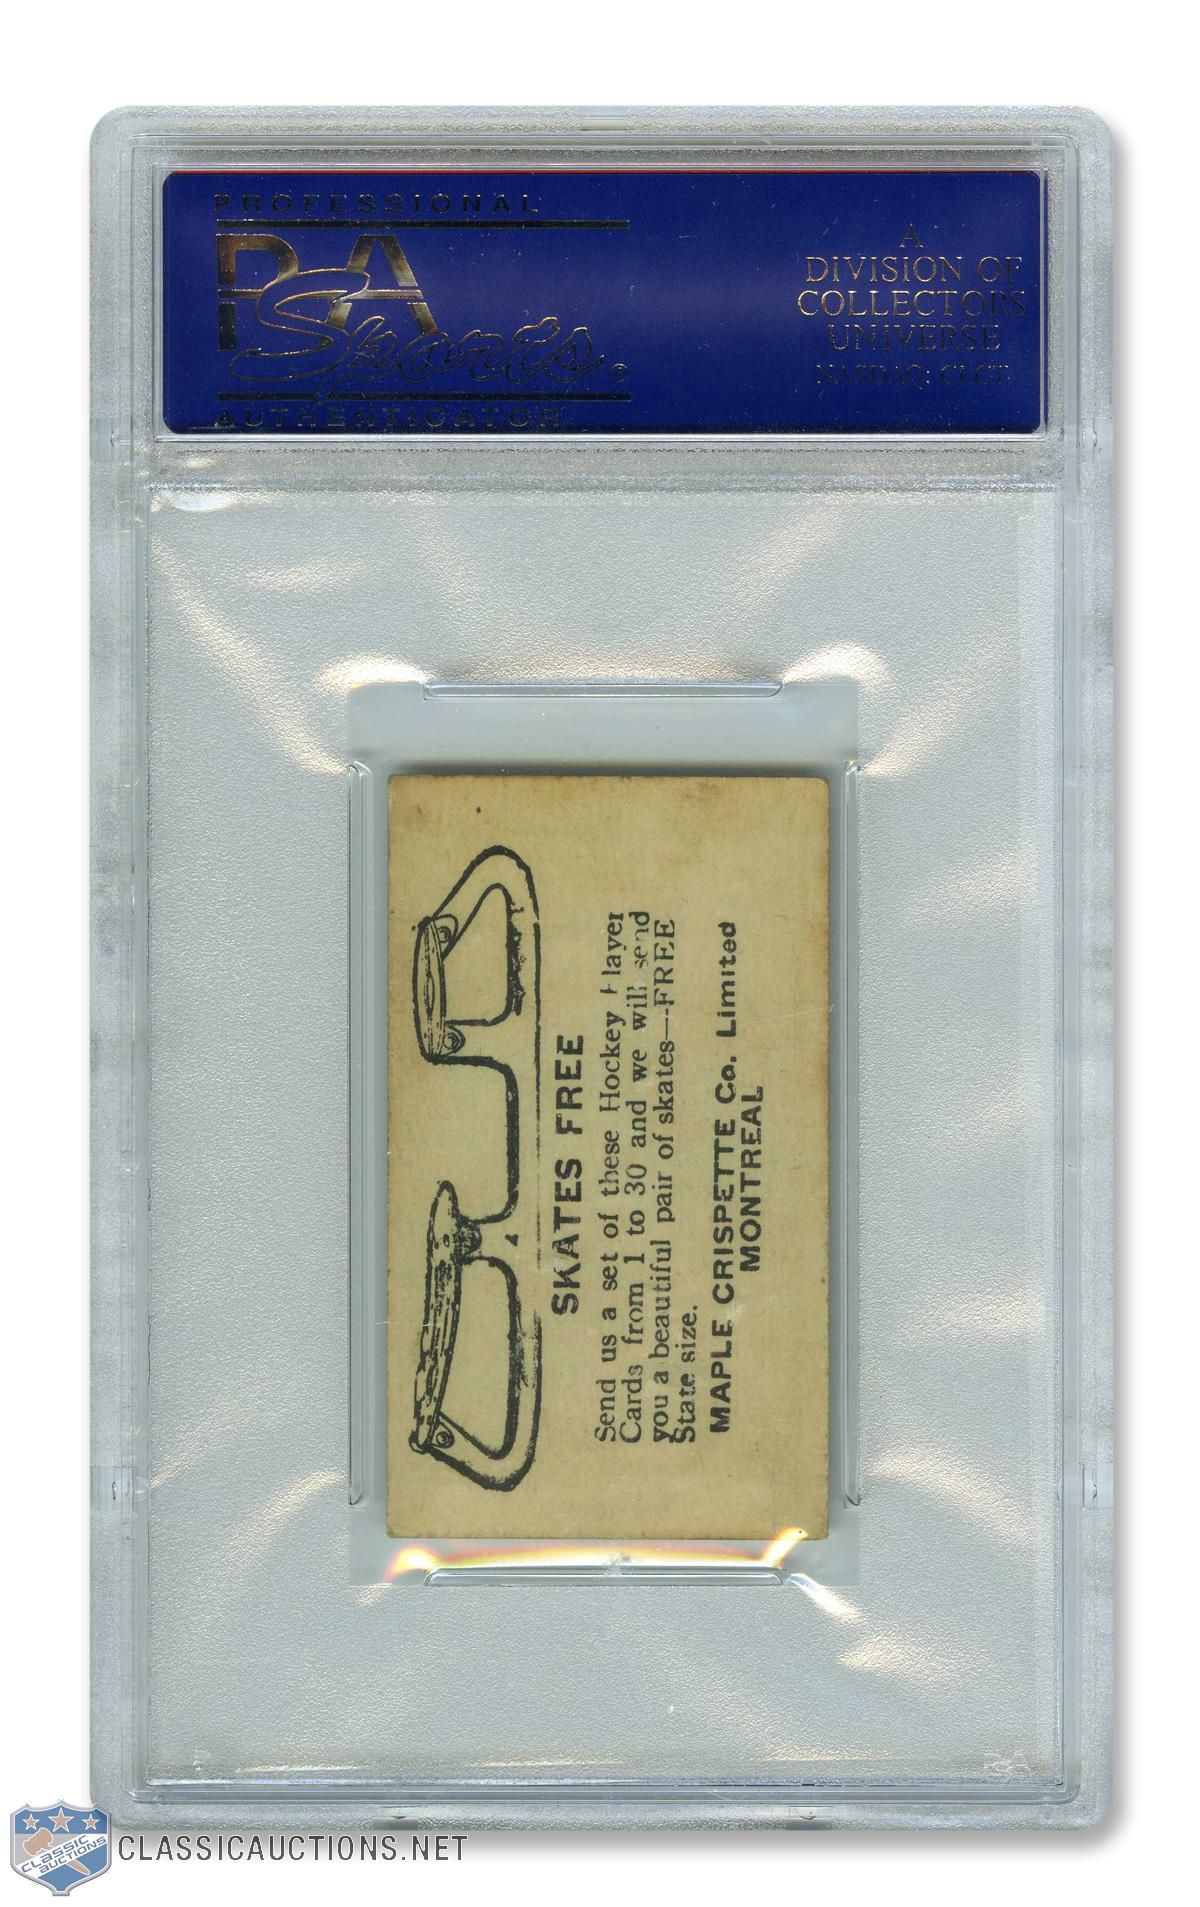 PROFESSIONAL
PSA
Sports®
AUTHENTICATOR
A
DIVISION OF
COLLECTORS
UNIVERSE
NASDAQ: CLCT
SKATES FREE
Send us a set of these Hockey Player
Cards from 1 to 30 and we will send
you a beautiful pair of skates—FREE
State size.
MAPLE CRISPETTE Co. Limited
MONTREAL
CLASSIC
AUCTIONS
CLASSICAUCTIONS.NET